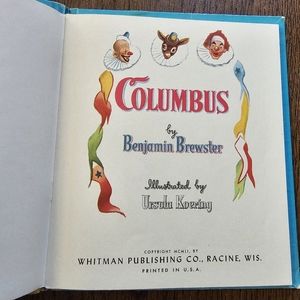 COLUMBUS
by
Benjamin Brewster
Illustrated by
Ursula Koering
COPYRIGHT MCMLI, BY
WHITMAN PUBLISHING CO., RACINE, WIS.
PRINTED IN U.S.A.